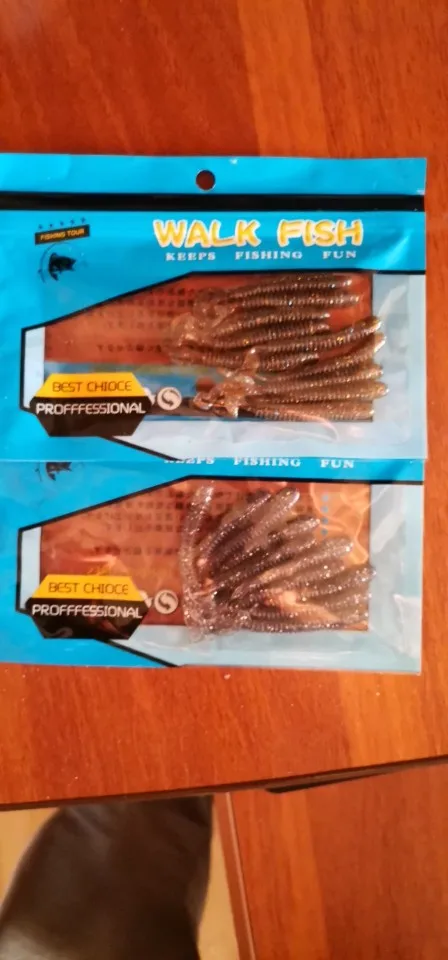 FISHING TOUR
WALK FISH
KEEPS FISHING FUN
BEST CHIOCE
PROFFFESSIONAL
KEEPS FISHING FUN
BEST CHIOCE
PROFFFESSIONAL